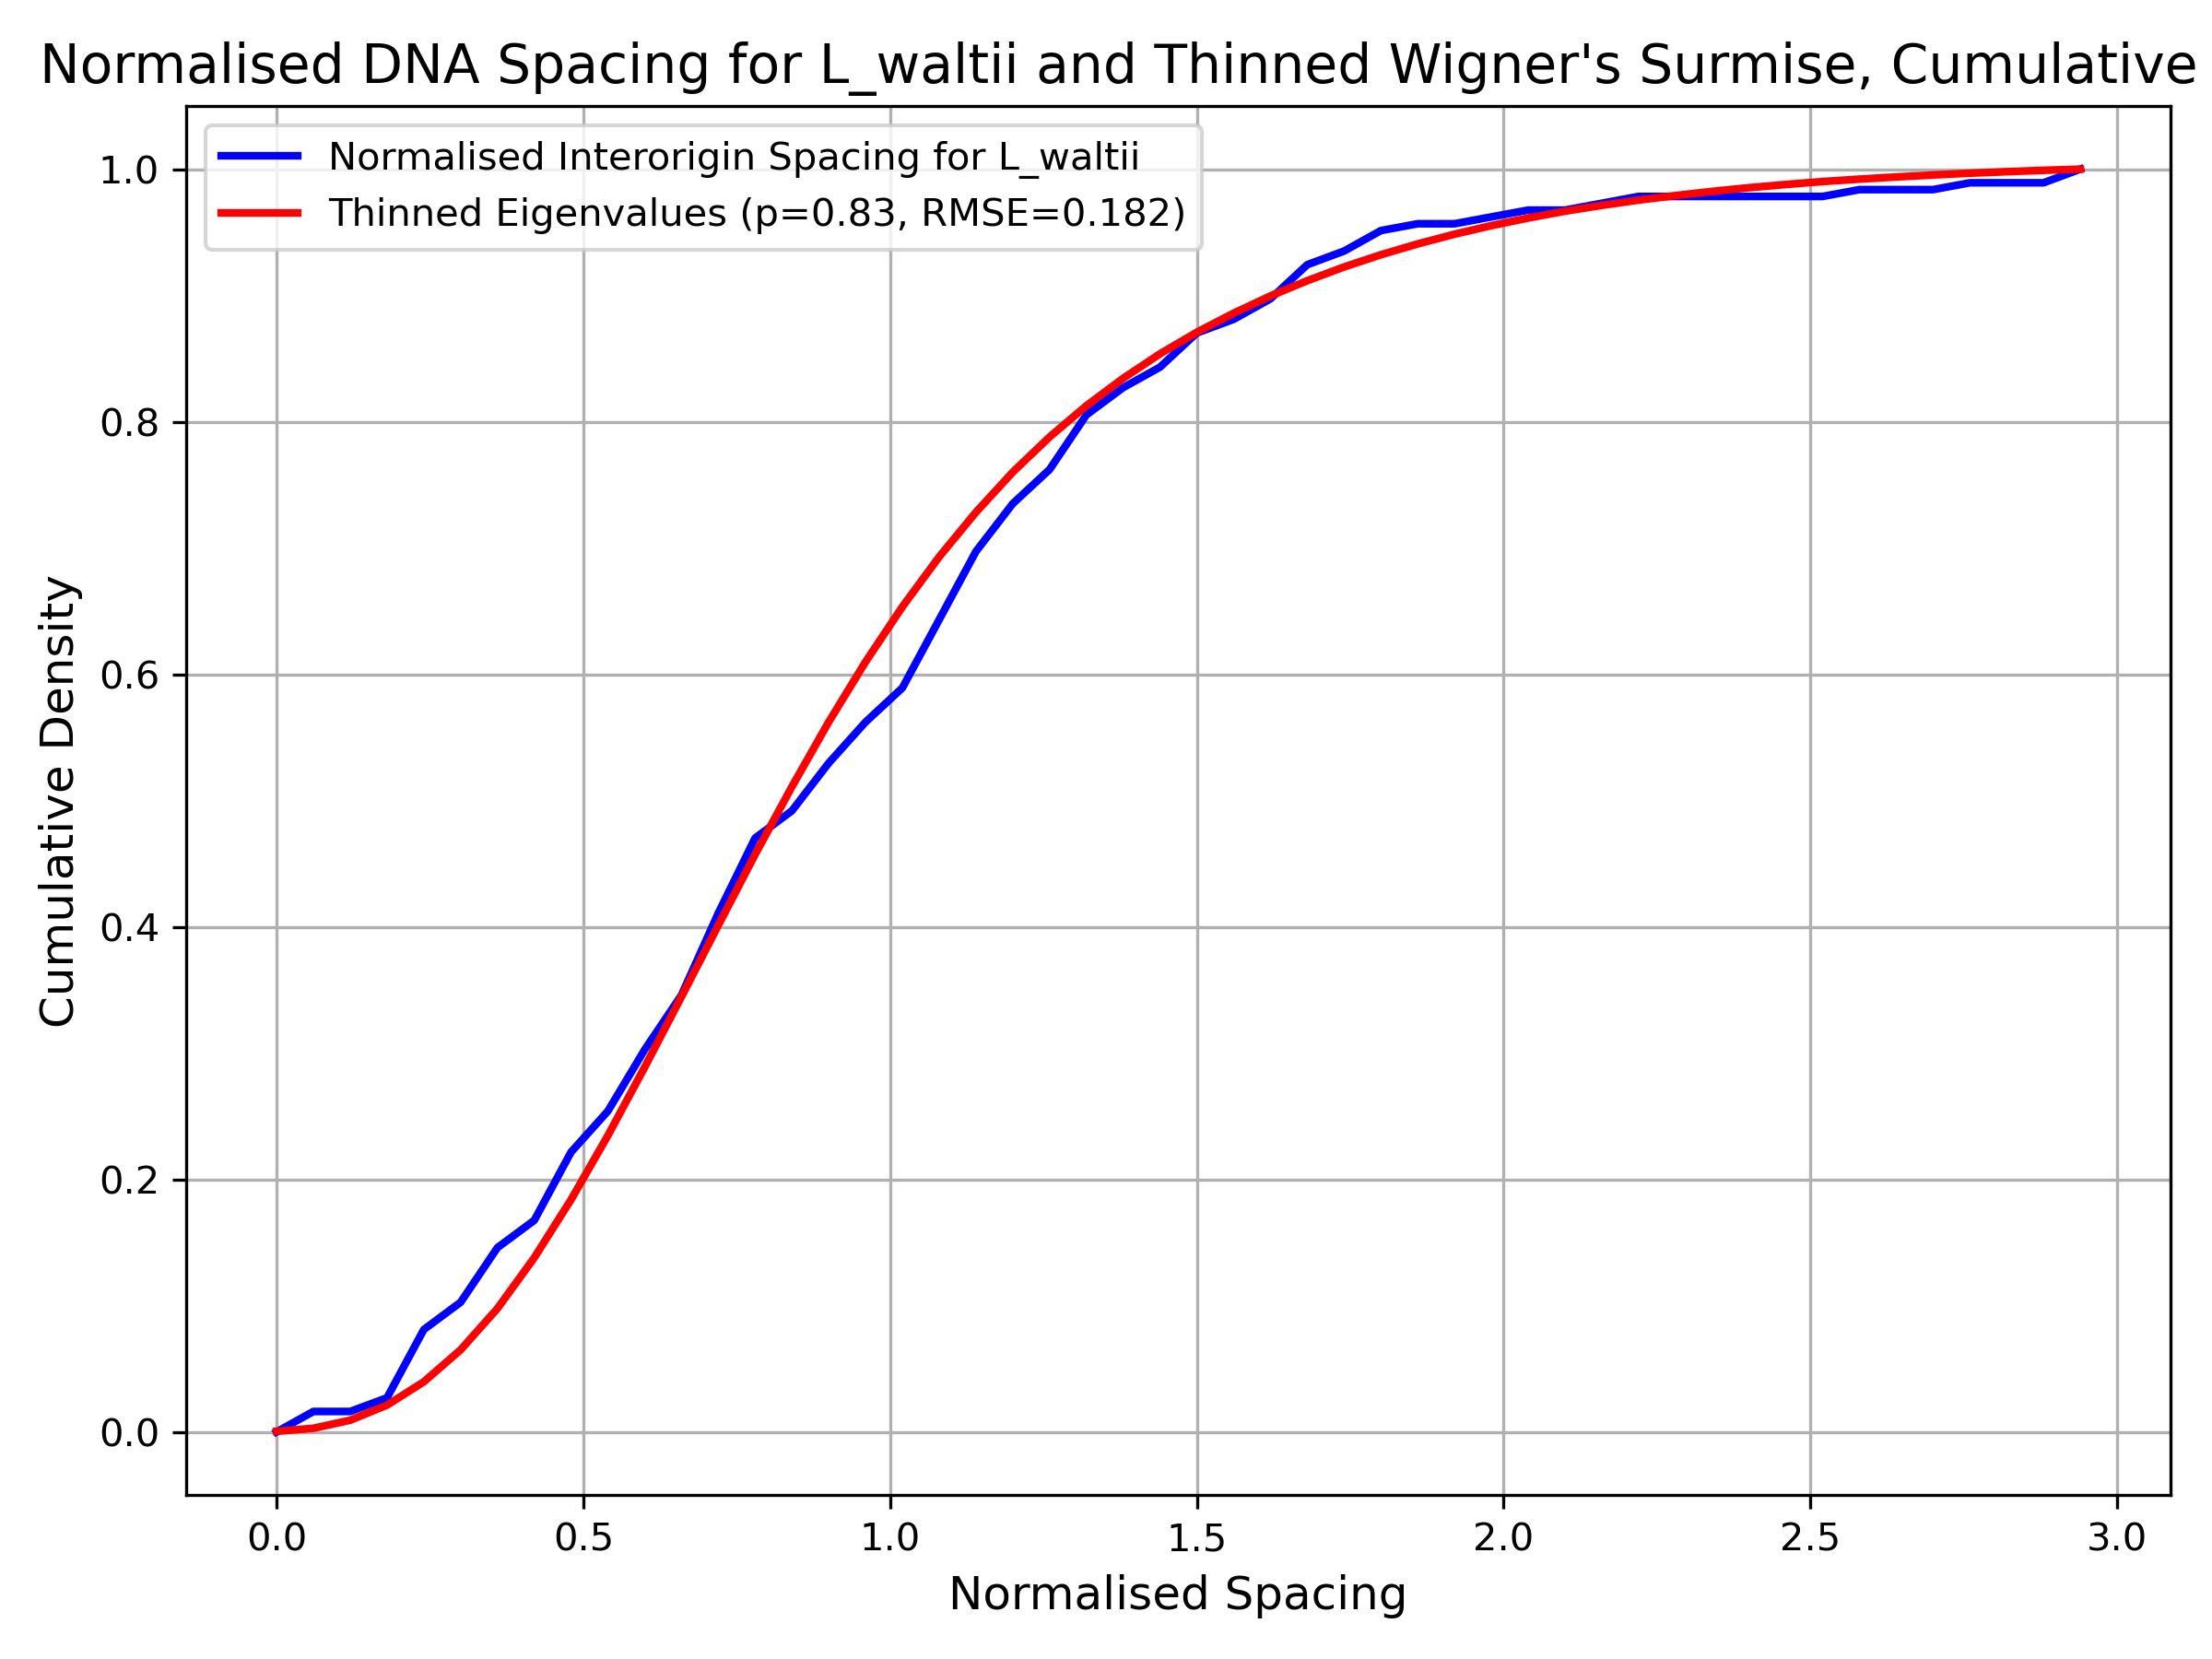 Normalised DNA Spacing for L_waltii and Thinned Wigner's Surmise, Cumulative
Normalised Interorigin Spacing for L_waltii
Thinned Eigenvalues (p=0.83, RMSE=0.182)
Cumulative Density
1.0
0.8
0.6
0.4
0.2
0.0
0.0 0.5 1.0 1.5 2.0 2.5 3.0
Normalised Spacing